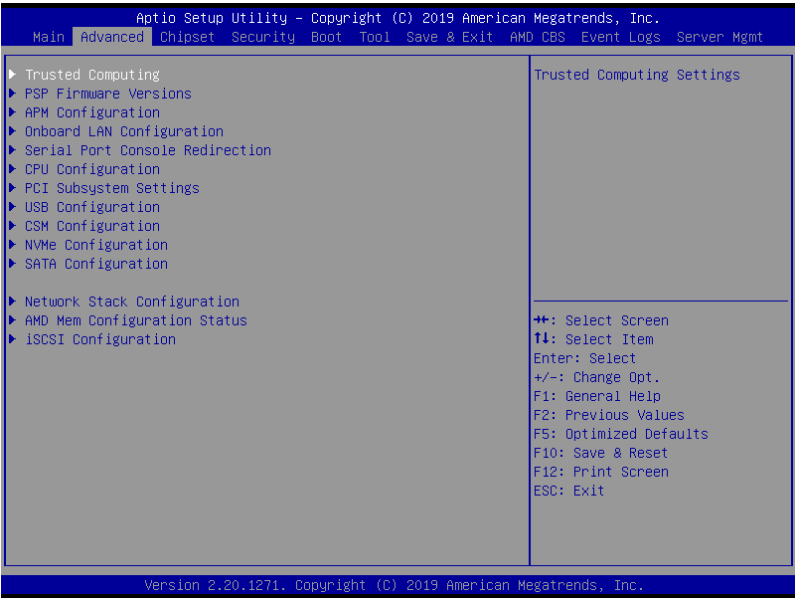 Aptio Setup Utility – Copyright (C) 2019 American Megatrends, Inc.
Main Advanced Chipset Security Boot Tool Save & Exit AMD CBS Event Logs Server Mgmt
Trusted Computing
PSP Firmware Versions
APM Configuration
Onboard LAN Configuration
Serial Port Console Redirection
CPU Configuration
PCI Subsystem Settings
USB Configuration
CSM Configuration
NVMe Configuration
SATA Configuration
Network Stack Configuration
AMD Mem Configuration Status
iSCSI Configuration
Trusted Computing Settings
→←: Select Screen
↑↓: Select Item
Enter: Select
+/-: Change Opt.
F1: General Help
F2: Previous Values
F5: Optimized Defaults
F10: Save & Reset
F12: Print Screen
ESC: Exit
Version 2.20.1271. Copyright (C) 2019 American Megatrends, Inc.